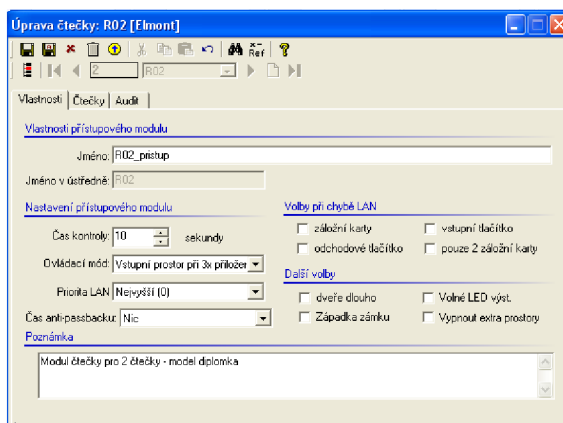 Úprava čtečky: R02 [Elmont]
x-- Ref
2 R02
Vlastnosti Čtečky Audit
Vlastnosti přístupového modulu
Jméno: R02_pristup
Jméno v ústředně: R02
Nastavení přístupového modulu
Čas kontroly: 10 sekundy
Ovládací mód: Vstupní prostor při 3x přiložen
Priorita LAN Nejvyšší (0)
Čas anti-passbacku: Nic
Volby při chybě LAN
záložní karty vstupní tlačítko
odchodové tlačítko pouze 2 záložní karty
Další volby
dveře dlouho Volné LED výst.
Západka zámku Vypnout extra prostory
Poznámka
Modul čtečky pro 2 čtečky - model diplomka